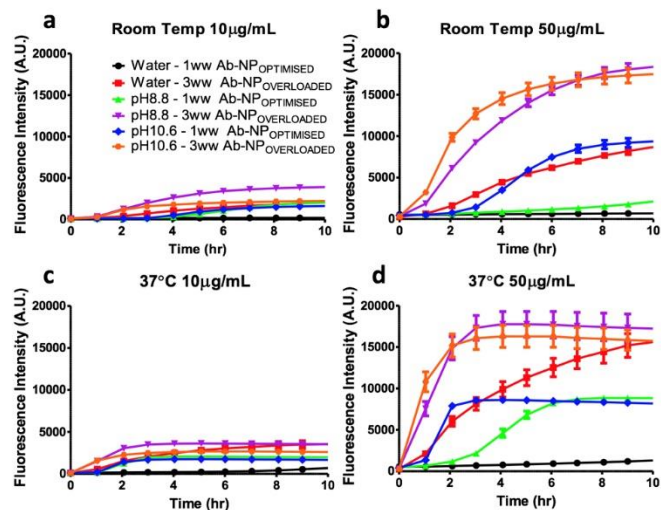 a
Room Temp 10μg/mL
Fluorescence Intensity (A.U.)
20000
15000
10000
5000
0
Water - 1ww Ab-NPOPTIMISED
Water - 3ww Ab-NPOVERLOADED
pH8.8 - 1ww Ab-NPOPTIMISED
pH8.8 - 3ww Ab-NPOVERLOADED
pH10.6 - 1ww Ab-NPOPTIMISED
pH10.6 - 3ww Ab-NPOVERLOADED
0 2 4 6 8 10
Time (hr)
b
Room Temp 50μg/mL
Fluorescence Intensity (A.U.)
20000
15000
10000
5000
0
0 2 4 6 8 10
Time (hr)
c
37°C 10μg/mL
Fluorescence Intensity (A.U.)
20000
15000
10000
5000
0
0 2 4 6 8 10
Time (hr)
d
37°C 50μg/mL
Fluorescence Intensity (A.U.)
20000
15000
10000
5000
0
0 2 4 6 8 10
Time (hr)